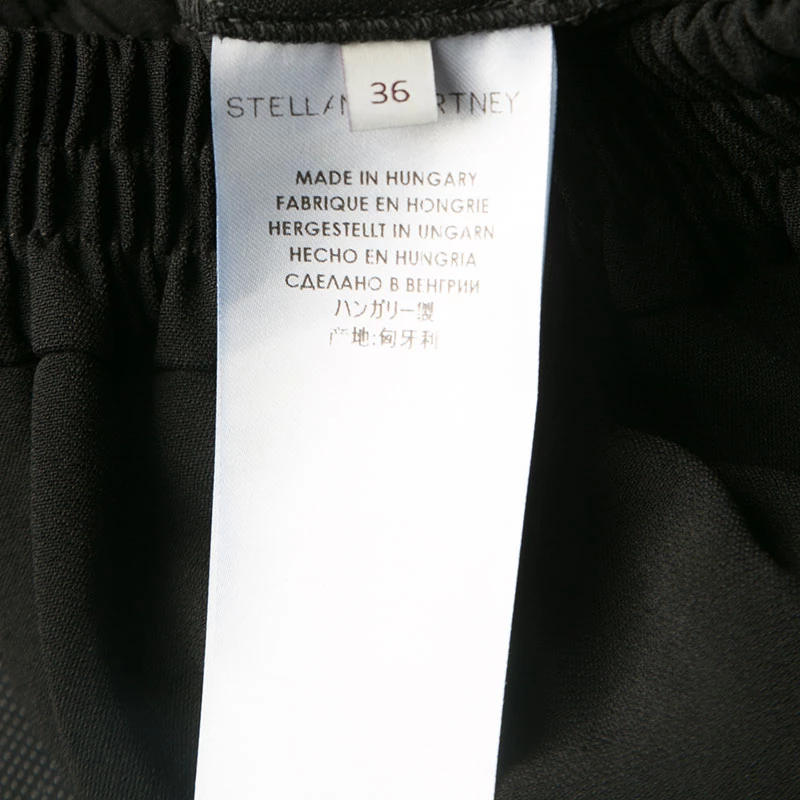 36
STELLA RTNEY
MADE IN HUNGARY
FABRIQUE EN HONGRIE
HERGESTELLT IN UNGARN
HECHO EN HUNGRIA
СДЕЛАНО В ВЕНГРИИ
ハンガリー製
产地:匈牙利